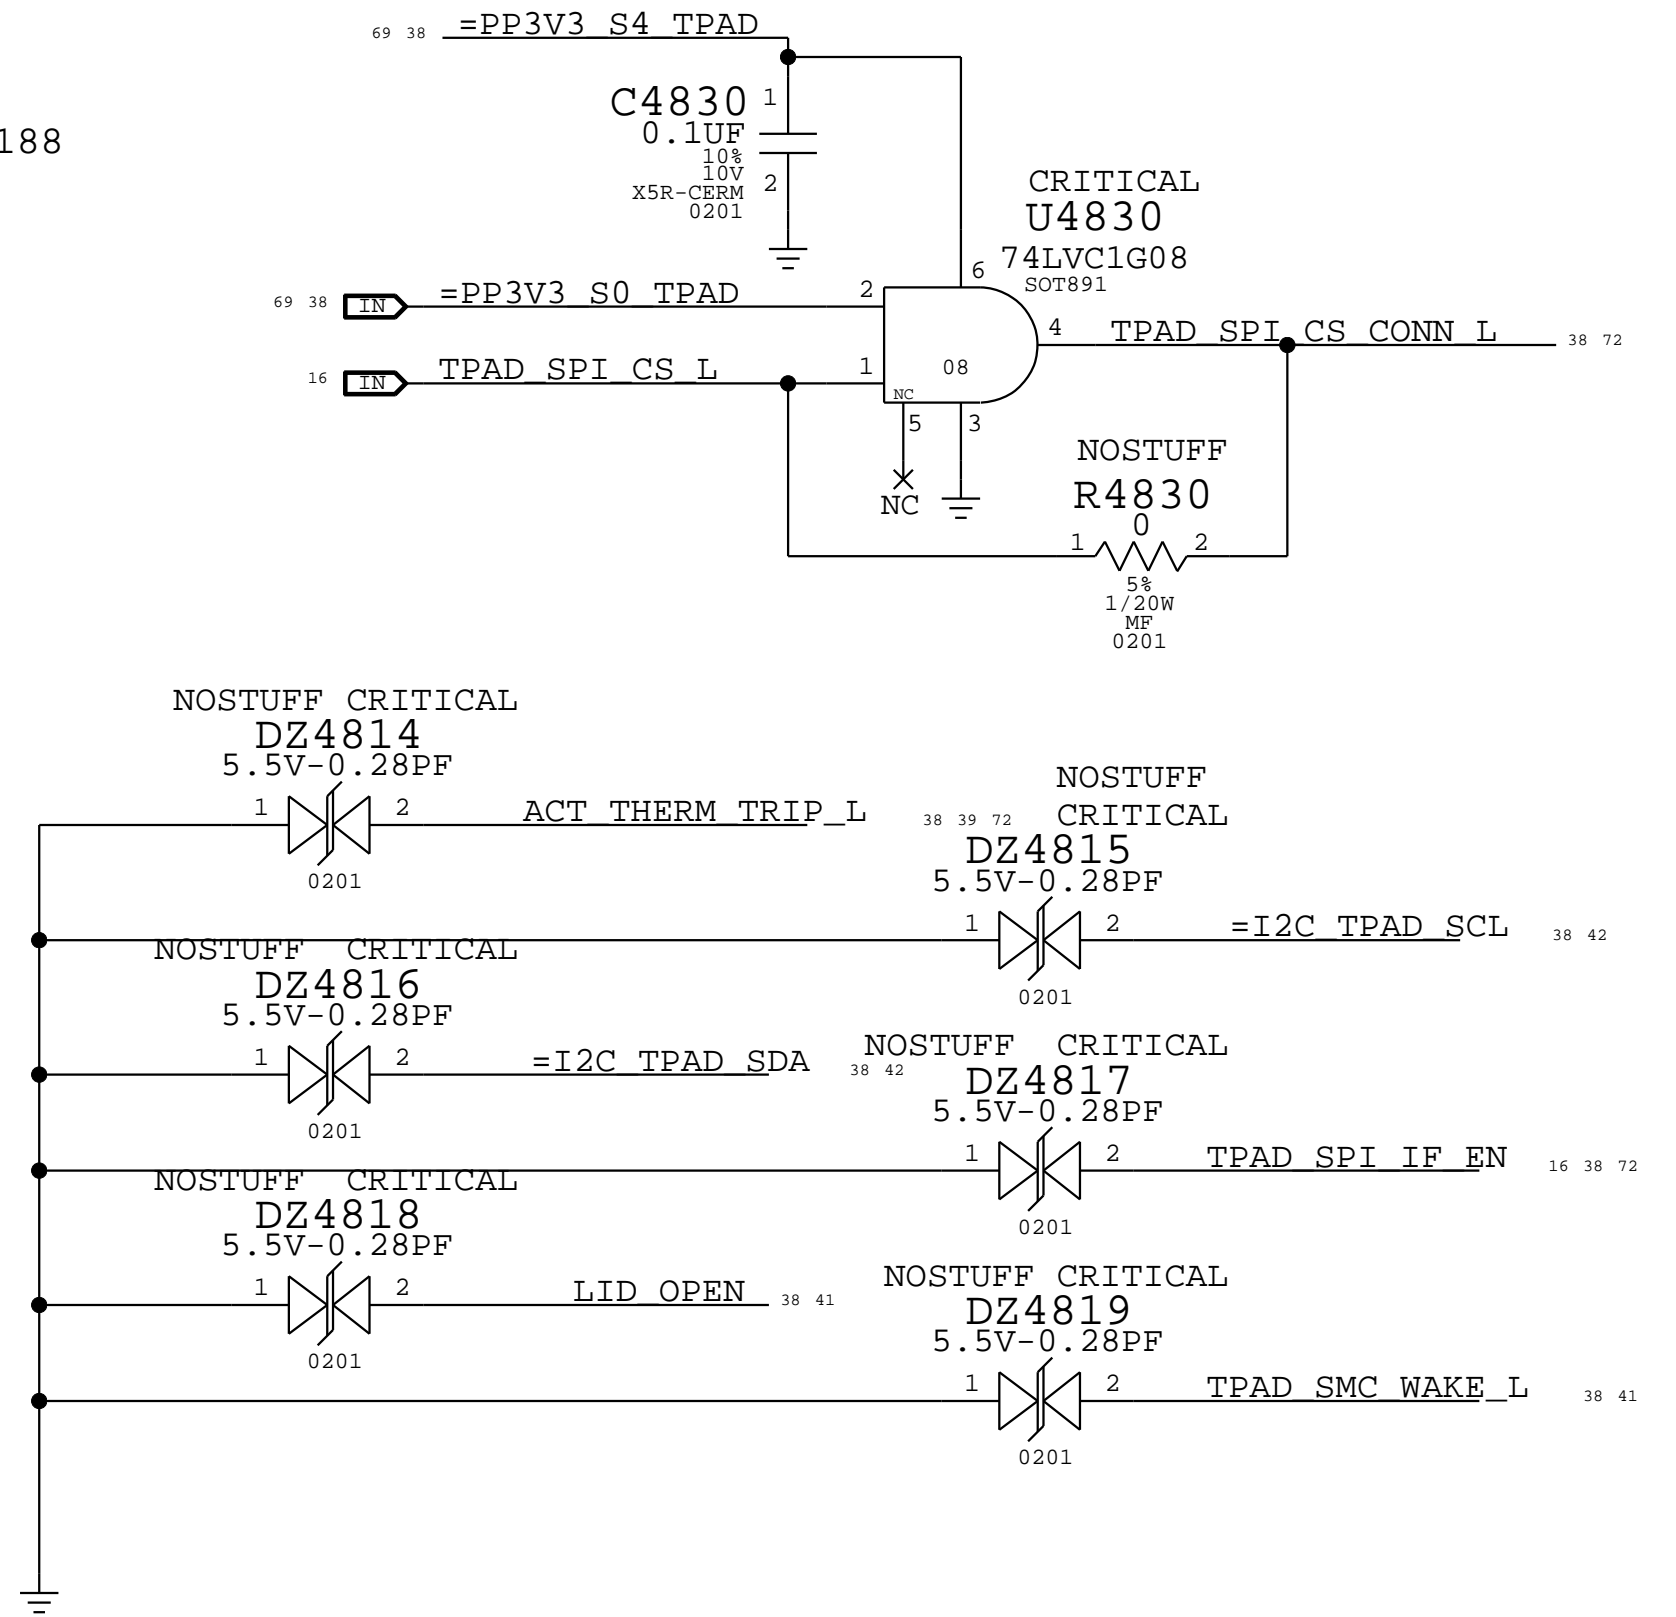 69 38 =PP3V3_S4_TPAD
188
C4830 1
0.1UF
10%
10V
X5R-CERM 2
0201
CRITICAL
U4830
74LVC1G08
SOT891
6
69 38 IN =PP3V3_S0_TPAD 2
4 TPAD_SPI_CS_CONN_L 38 72
16 IN TPAD_SPI_CS_L 1
08
NC
5 3
NC
NOSTUFF
R4830
0
1 2
5%
1/20W
MF
0201
NOSTUFF CRITICAL
DZ4814
5.5V-0.28PF
1 2 ACT_THERM_TRIP_L 38 39 72
0201
NOSTUFF
CRITICAL
DZ4815
5.5V-0.28PF
1 2 =I2C_TPAD_SCL 38 42
0201
NOSTUFF CRITICAL
DZ4816
5.5V-0.28PF
1 2 =I2C_TPAD_SDA 38 42
0201
NOSTUFF CRITICAL
DZ4817
5.5V-0.28PF
1 2 TPAD_SPI_IF_EN 16 38 72
0201
NOSTUFF CRITICAL
DZ4818
5.5V-0.28PF
1 2 LID_OPEN 38 41
0201
NOSTUFF CRITICAL
DZ4819
5.5V-0.28PF
1 2 TPAD_SMC_WAKE_L 38 41
0201